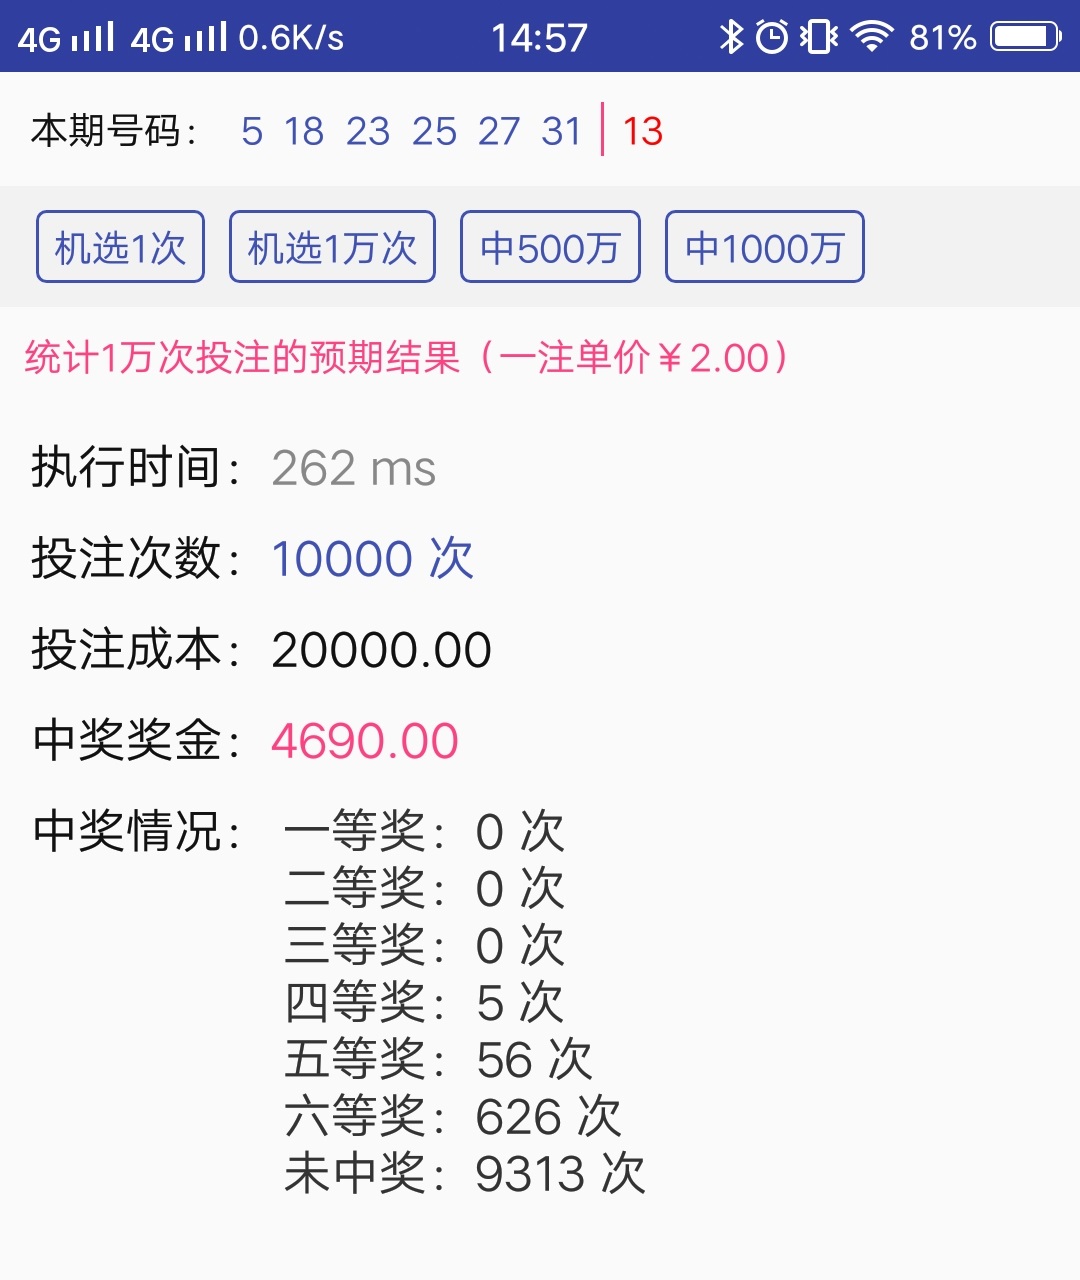 4G 4G 0.6K/s 14:57 81%
本期号码： 5 18 23 25 27 31 | 13
机选1次 机选1万次 中500万 中1000万
统计1万次投注的预期结果（一注单价￥2.00）
执行时间： 262 ms
投注次数： 10000 次
投注成本： 20000.00
中奖奖金： 4690.00
中奖情况： 一等奖：0 次
二等奖：0 次
三等奖：0 次
四等奖：5 次
五等奖：56 次
六等奖：626 次
未中奖：9313 次